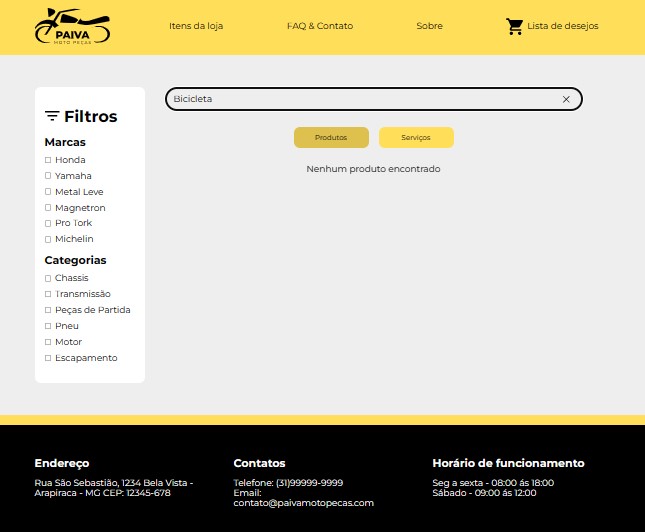 PAIVA
MOTO PEÇAS
Itens da loja
FAQ & Contato
Sobre
Lista de desejos
Filtros
Marcas
Honda
Yamaha
Metal Leve
Magnetron
Pro Tork
Michelin
Categorias
Chassis
Transmissão
Peças de Partida
Pneu
Motor
Escapamento
Bicicleta
Produtos
Serviços
Nenhum produto encontrado
Endereço
Rua São Sebastião, 1234 Bela Vista -
Arapiraca - MG CEP: 12345-678
Contatos
Telefone: (31)99999-9999
Email:
contato@paivamotopecas.com
Horário de funcionamento
Seg a sexta - 08:00 ás 18:00
Sábado - 09:00 ás 12:00